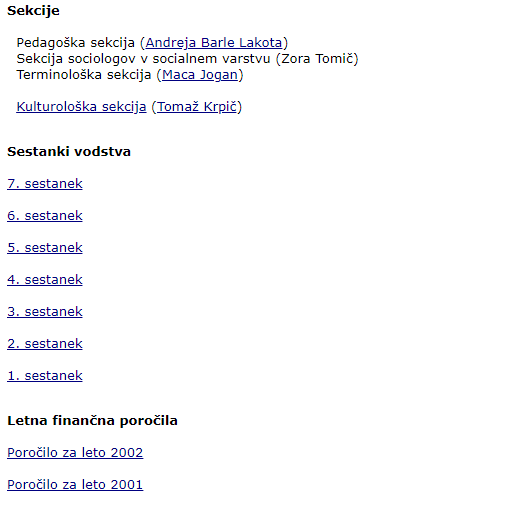 Sekcije
Pedagoška sekcija (Andreja Barle Lakota)
Sekcija sociologov v socialnem varstvu (Zora Tomič)
Terminološka sekcija (Maca Jogan)
Kulturološka sekcija (Tomaž Krpič)
Sestanki vodstva
7. sestanek
6. sestanek
5. sestanek
4. sestanek
3. sestanek
2. sestanek
1. sestanek
Letna finančna poročila
Poročilo za leto 2002
Poročilo za leto 2001